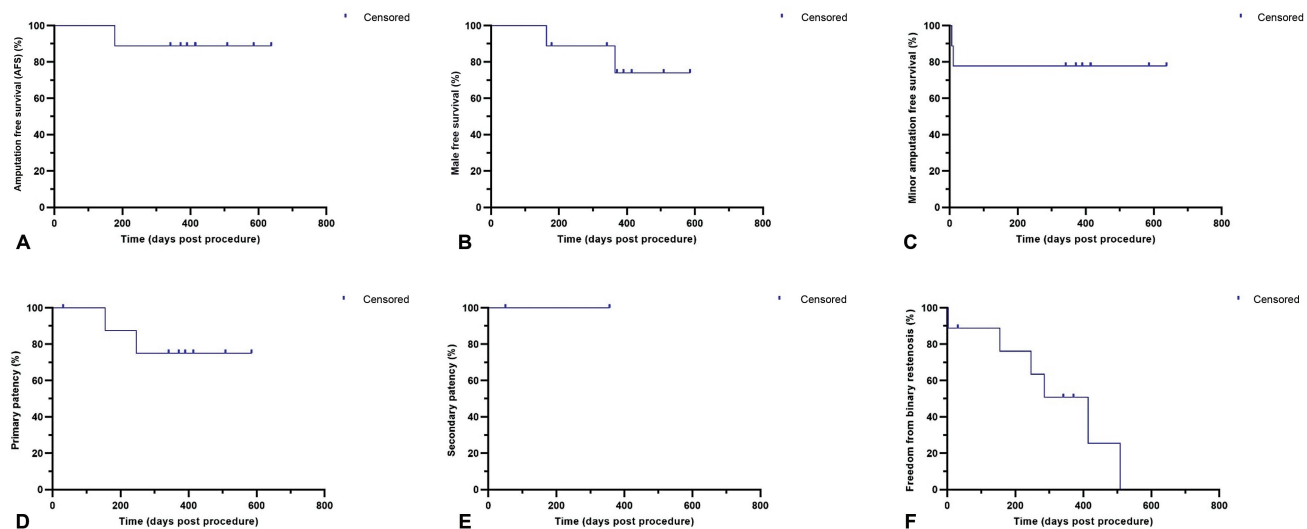 Censored
Amputation free survival (AFS) (%)
100
80
60
40
20
0
0 200 400 600 800
Time (days post procedure)
A
Censored
Male free survival (%)
100
80
60
40
20
0
0 200 400 600 800
Time (days post procedure)
B
Censored
Minor amputation free survival (%)
100
80
60
40
20
0
0 200 400 600 800
Time (days post procedure)
C
Censored
Primary patency (%)
100
80
60
40
20
0
0 200 400 600 800
Time (days post procedure)
D
Censored
Secondary patency (%)
100
80
60
40
20
0
0 200 400 600 800
Time (days post procedure)
E
Censored
Freedom from binary restenosis (%)
100
80
60
40
20
0
0 200 400 600 800
Time (days post procedure)
F